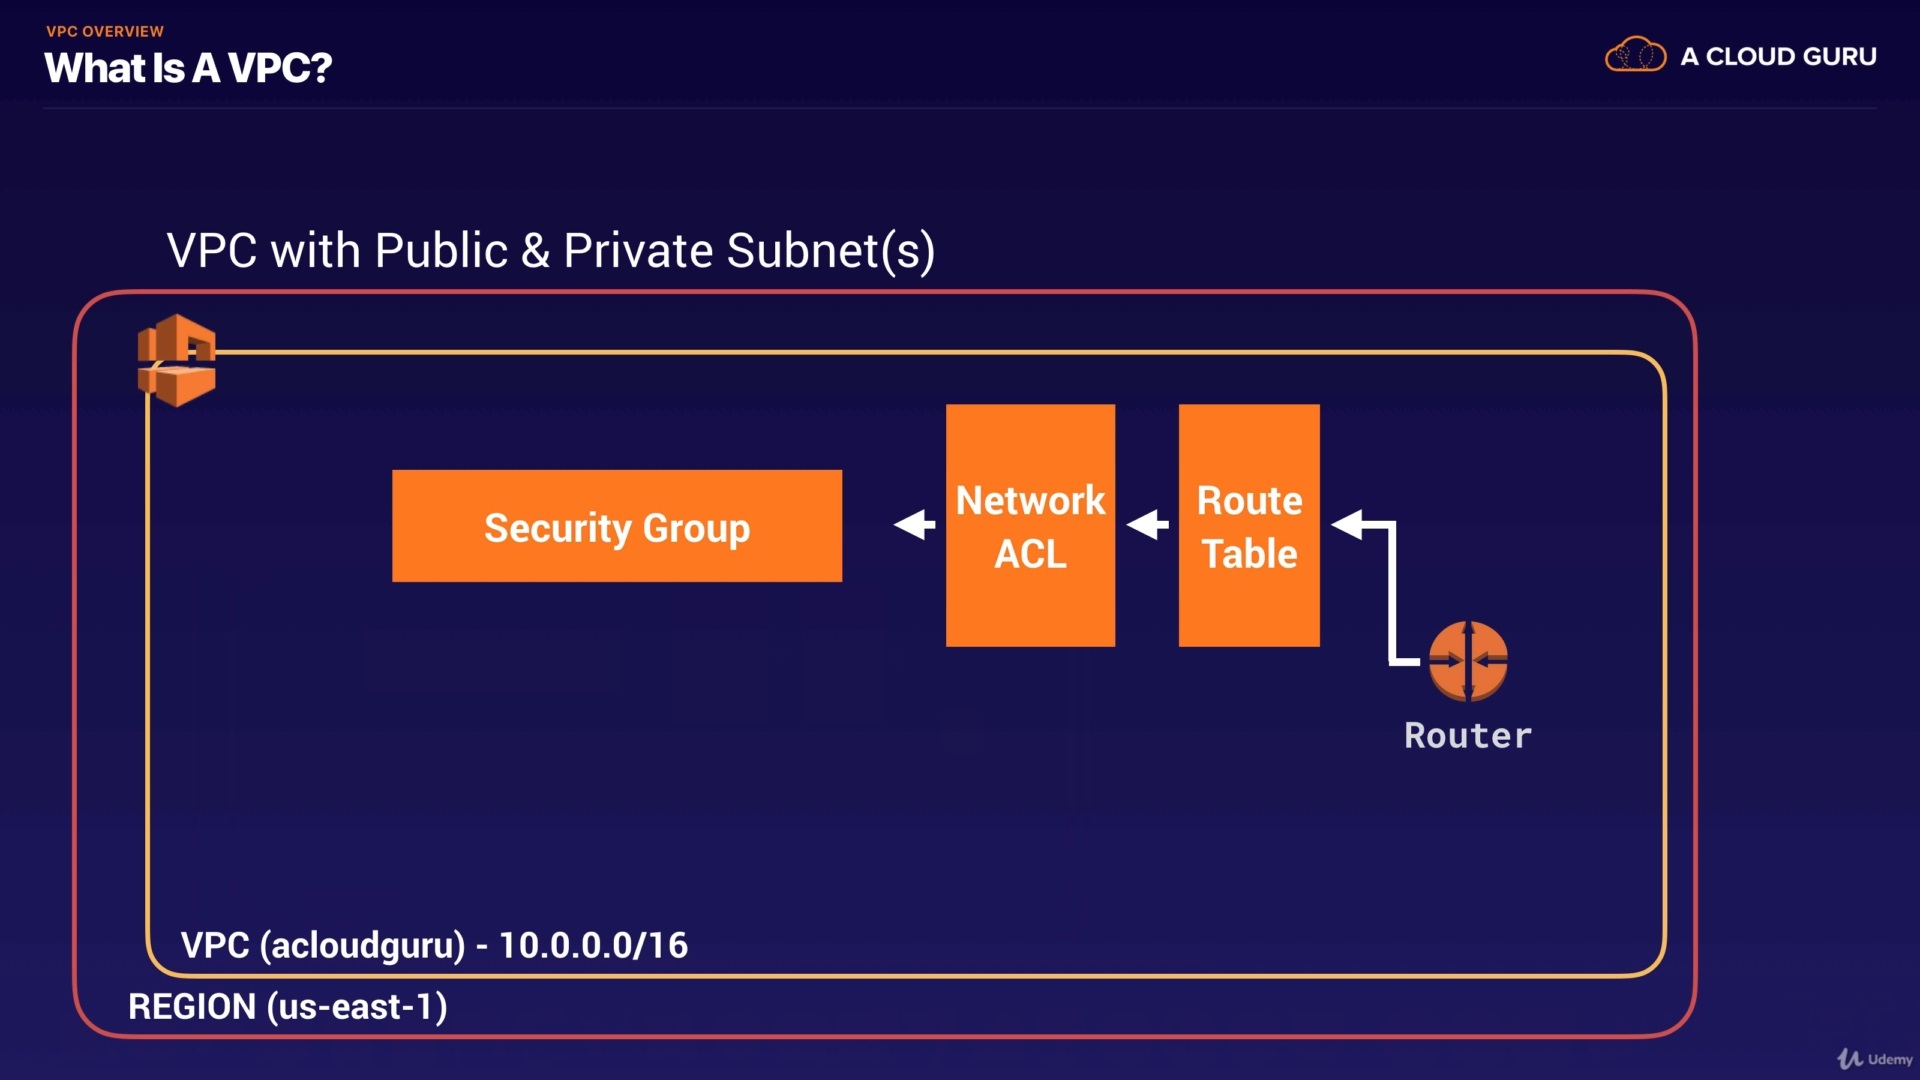 VPC OVERVIEW
What Is A VPC?
A CLOUD GURU
VPC with Public & Private Subnet(s)
Security Group
Network
ACL
Route
Table
Router
VPC (acloudguru) - 10.0.0.0/16
REGION (us-east-1)
Udemy